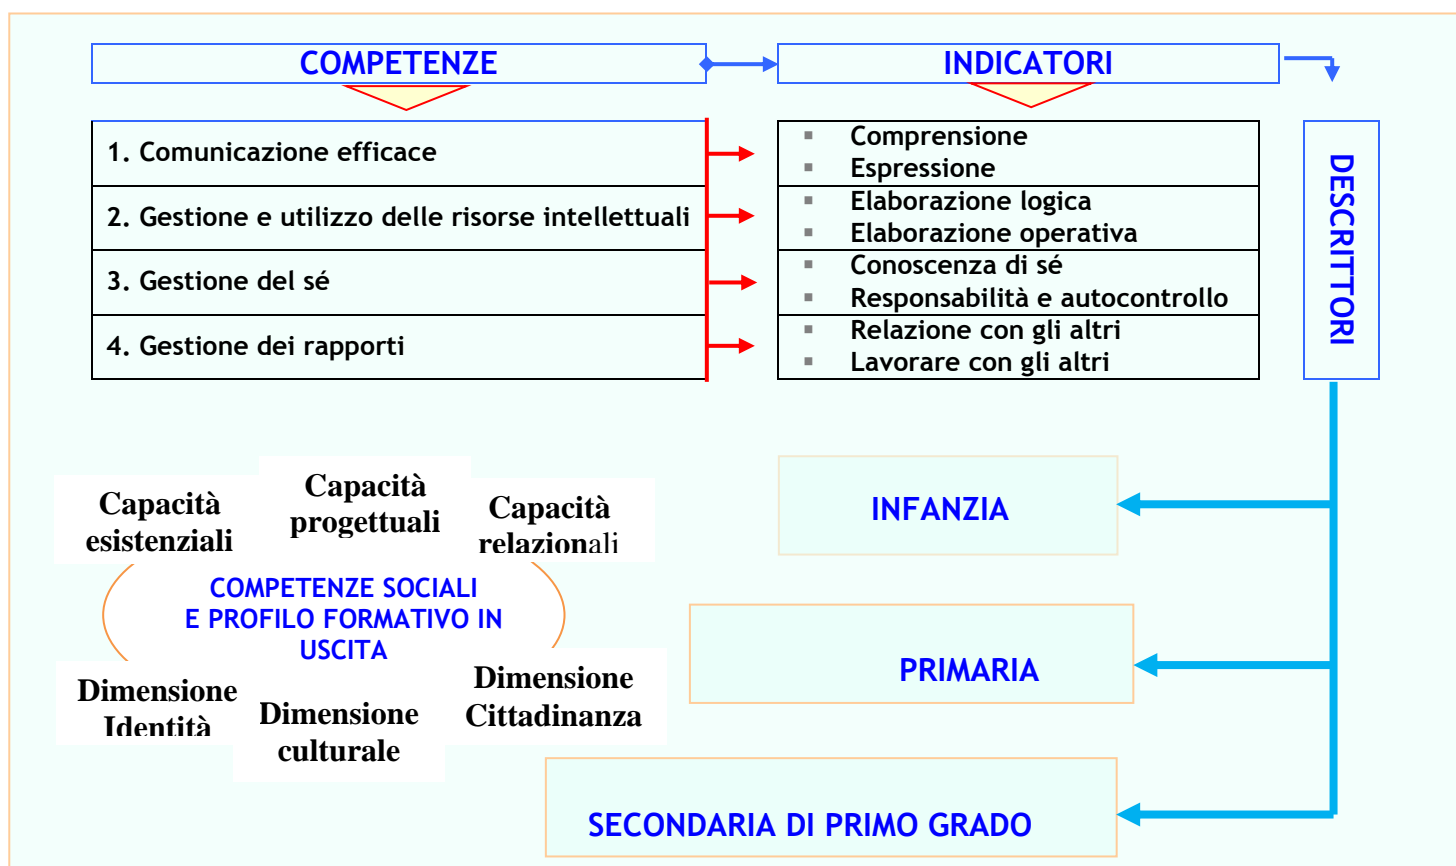 COMPETENZE
INDICATORI
1. Comunicazione efficace
2. Gestione e utilizzo delle risorse intellettuali
3. Gestione del sé
4. Gestione dei rapporti
▪ Comprensione
▪ Espressione
▪ Elaborazione logica
▪ Elaborazione operativa
▪ Conoscenza di sé
▪ Responsabilità e autocontrollo
▪ Relazione con gli altri
▪ Lavorare con gli altri
DESCRITTORI
Capacità
esistenziali
Capacità
progettuali
Capacità
relazionali
COMPETENZE SOCIALI
E PROFILO FORMATIVO IN
USCITA
Dimensione
Identità
Dimensione
culturale
Dimensione
Cittadinanza
INFANZIA
PRIMARIA
SECONDARIA DI PRIMO GRADO